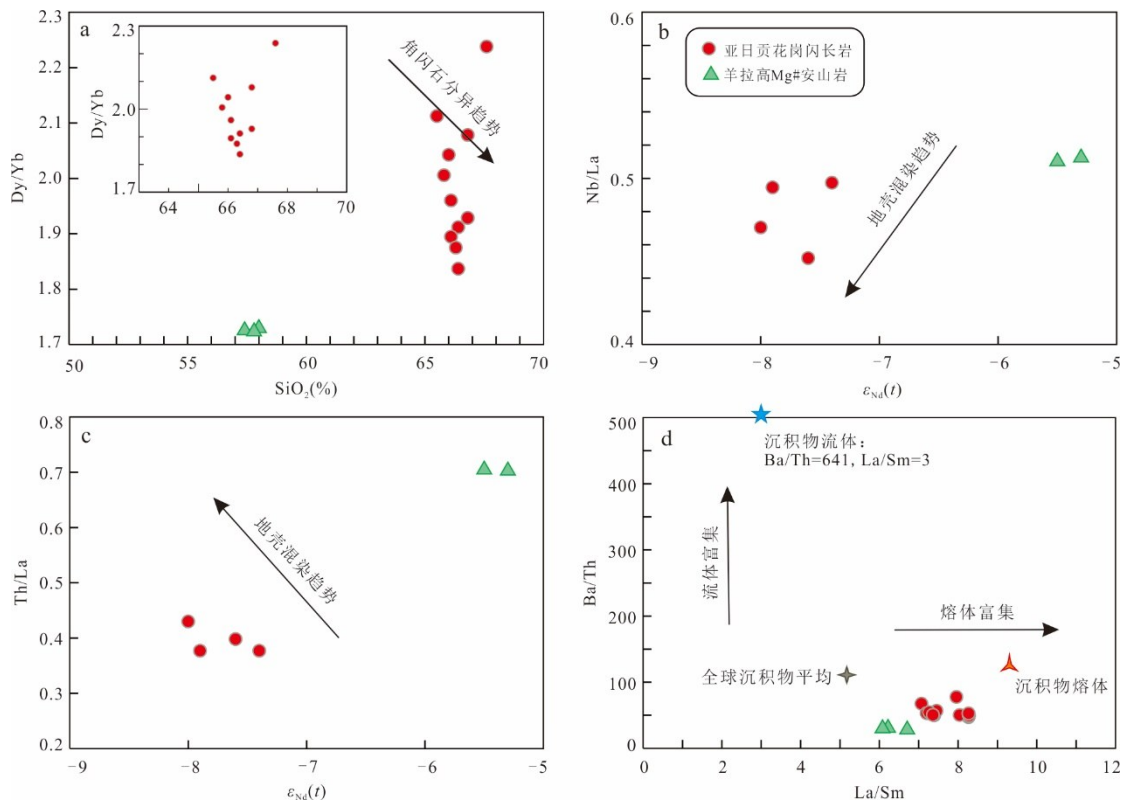 a
2.3
2.2
2.1
2.0
1.9
1.8
1.7
Dy/Yb
50
55
60
65
70
SiO₂(%)
2.3
2.0
1.7
Dy/Yb
64
66
68
70
角闪石分异趋势
b
亚日贡花岗闪长岩
羊拉高Mg#安山岩
0.6
0.5
0.4
Nb/La
地壳混染趋势
−9
−8
−7
−6
−5
εNd(t)
c
0.8
0.7
0.6
0.5
0.4
0.3
0.2
Th/La
地壳混染趋势
−9
−8
−7
−6
−5
εNd(t)
d
500
400
300
200
100
0
Ba/Th
沉积物流体:
Ba/Th=641, La/Sm=3
流体富集
熔体富集
全球沉积物平均
沉积物熔体
0
2
4
6
8
10
12
La/Sm